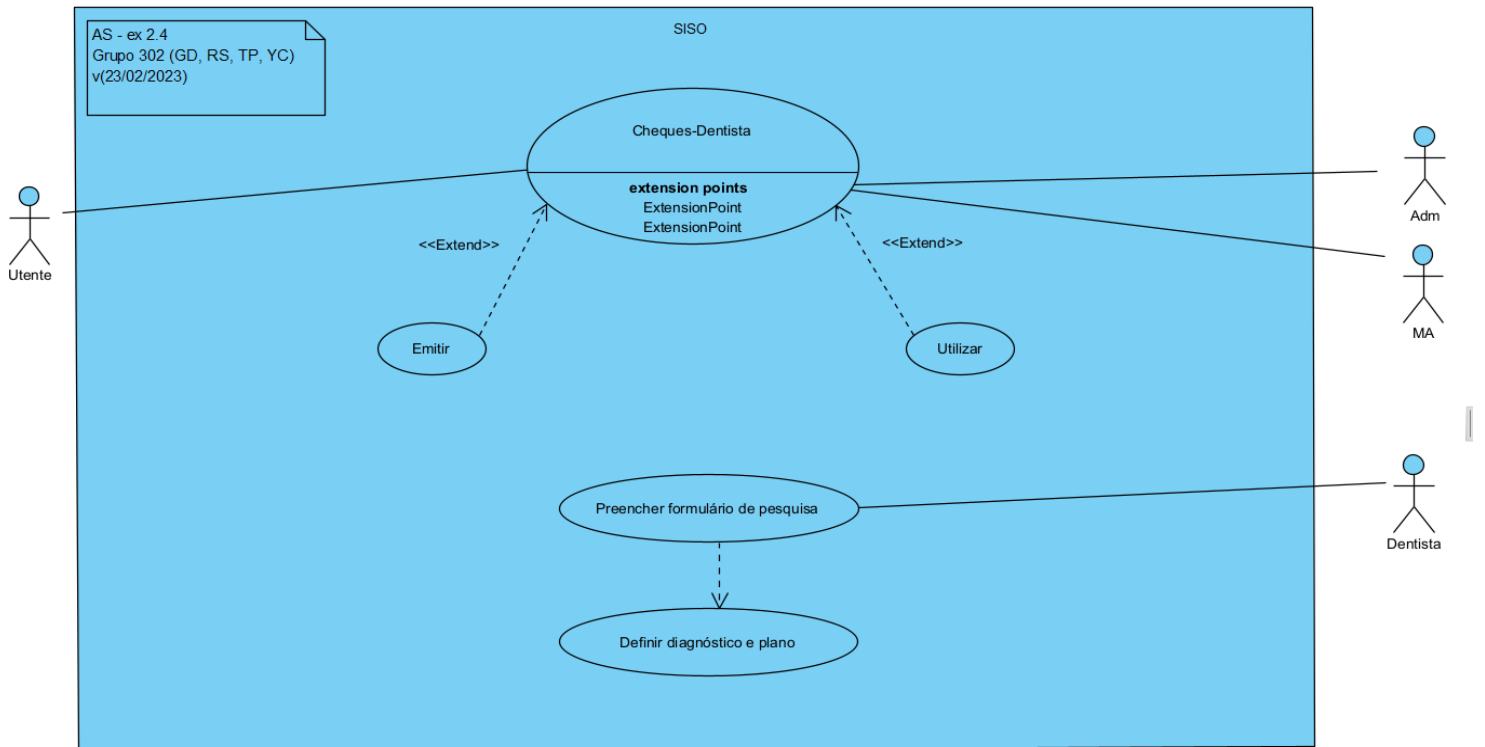 SISO
AS - ex 2.4
Grupo 302 (GD, RS, TP, YC)
v(23/02/2023)
Cheques-Dentista
extension points
ExtensionPoint
ExtensionPoint
<<Extend>>
<<Extend>>
Utente
Adm
MA
Emitir
Utilizar
Preencher formulário de pesquisa
Dentista
Definir diagnóstico e plano